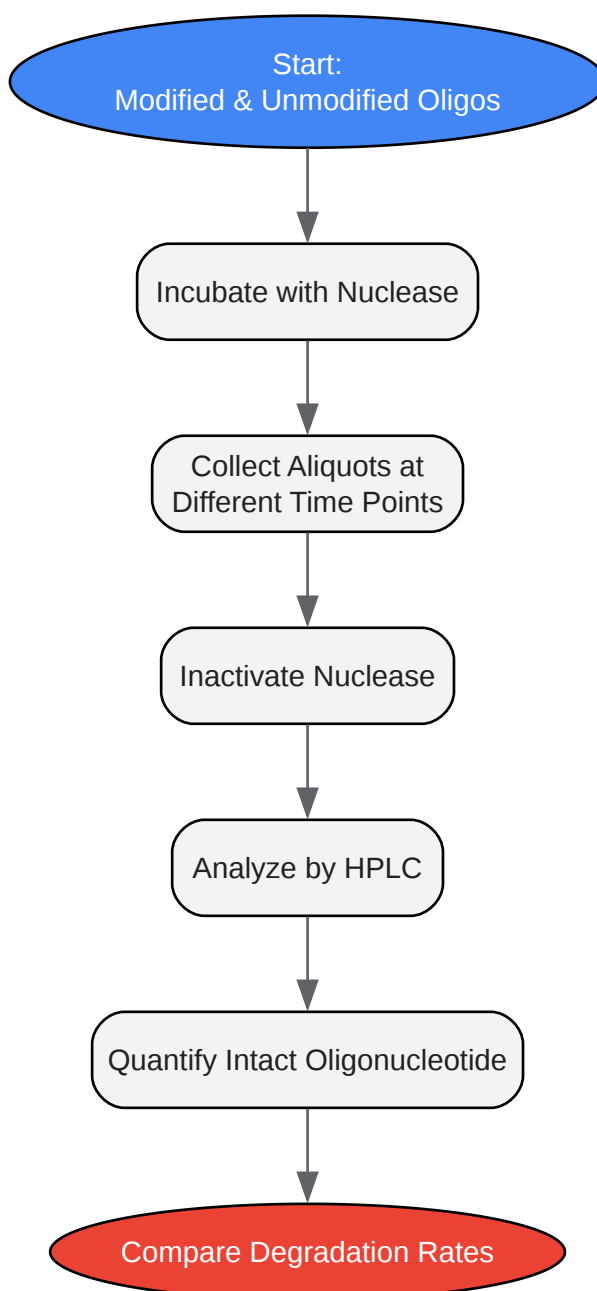 Start:
Modified & Unmodified Oligos
Incubate with Nuclease
Collect Aliquots at
Different Time Points
Inactivate Nuclease
Analyze by HPLC
Quantify Intact Oligonucleotide
Compare Degradation Rates